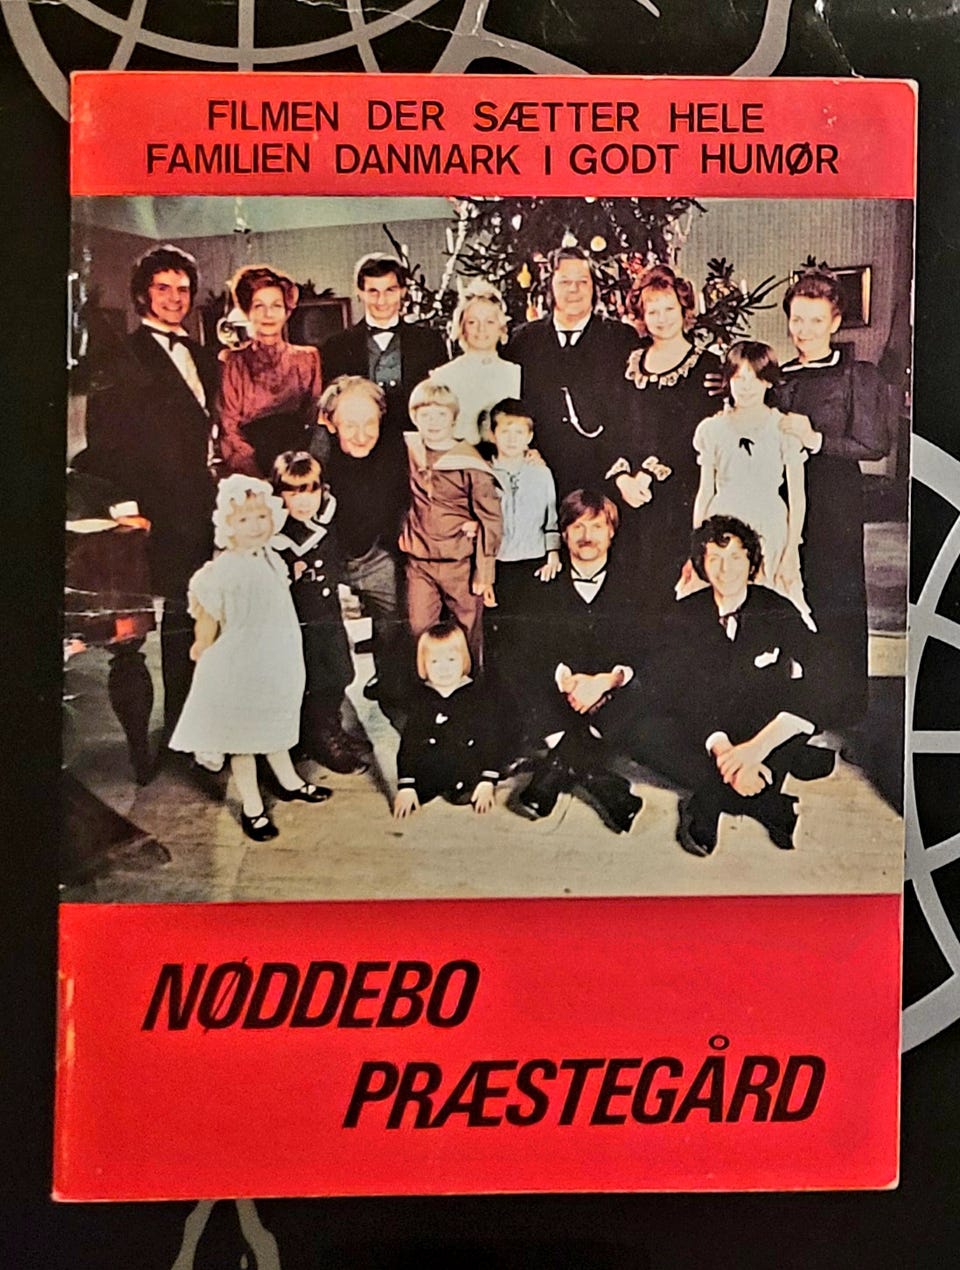 FILMEN DER SÆTTER HELE
FAMILIEN DANMARK I GODT HUMØR
NØDDEBO
PRÆSTEGÅRD